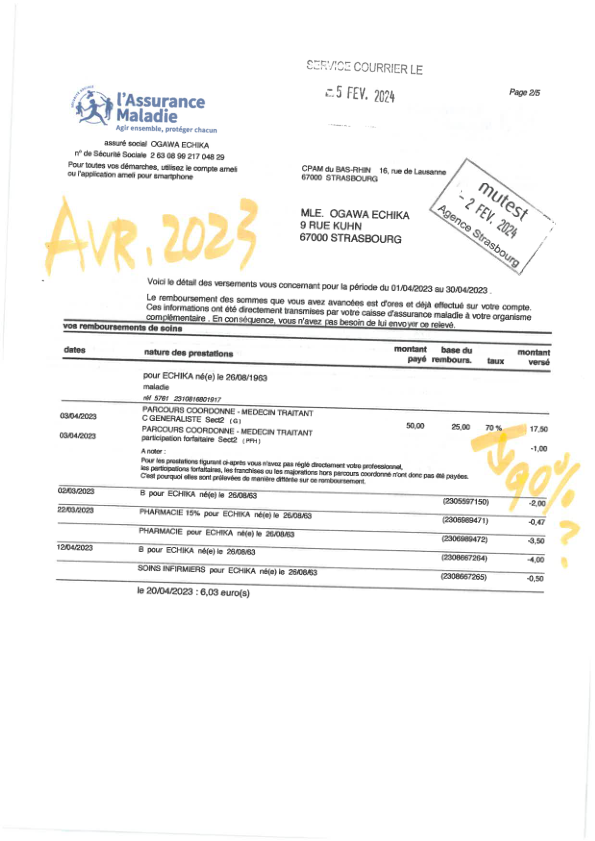 SERVICE COURRIER LE
-5 FEV. 2024
Page 2/5
SÉCURITÉ SOCIALE
l'Assurance
Maladie
Agir ensemble, protéger chacun
assuré social OGAWA ECHIKA
n° de Sécurité Sociale 2 63 08 99 217 048 29
Pour toutes vos démarches, utilisez le compte ameli
ou l'application ameli pour smartphone
CPAM du BAS-RHIN 16, rue de Lausanne
67000 STRASBOURG
mutest
- 2 FEV. 2024
Agence Strasbourg
MLE. OGAWA ECHIKA
9 RUE KUHN
67000 STRASBOURG
AVR. 2023
Voici le détail des versements vous concernant pour la période du 01/04/2023 au 30/04/2023 .
Le remboursement des sommes que vous avez avancées est d'ores et déjà effectué sur votre compte.
Ces informations ont été directement transmises par votre caisse d'assurance maladie à votre organisme
complémentaire . En conséquence, vous n'avez pas besoin de lui envoyer ce relevé.
vos remboursements de soins
dates nature des prestations montant payé base du rembours. taux montant versé
pour ECHIKA né(e) le 26/08/1963
maladie
réf 5761 2310816801917
PARCOURS COORDONNE - MEDECIN TRAITANT
03/04/2023 C GENERALISTE Sect2 ( G ) 50,00 25,00 70 % 17,50
PARCOURS COORDONNE - MEDECIN TRAITANT
03/04/2023 participation forfaitaire Sect2 ( PFH ) -1,00
A noter :
Pour les prestations figurant ci-après vous n'avez pas réglé directement votre professionnel,
les participations forfaitaires, les franchises ou les majorations hors parcours coordonné n'ont donc pas été payées.
C'est pourquoi elles sont prélevées de manière différée sur ce remboursement.
90% ?
02/03/2023 B pour ECHIKA né(e) le 26/08/63 (2305597150) -2,00
22/03/2023 PHARMACIE 15% pour ECHIKA né(e) le 26/08/63 (2306989471) -0,47
PHARMACIE pour ECHIKA né(e) le 26/08/63 (2306989472) -3,50
12/04/2023 B pour ECHIKA né(e) le 26/08/63 (2308667264) -4,00
SOINS INFIRMIERS pour ECHIKA né(e) le 26/08/63 (2308667265) -0,50
le 20/04/2023 : 6,03 euro(s)